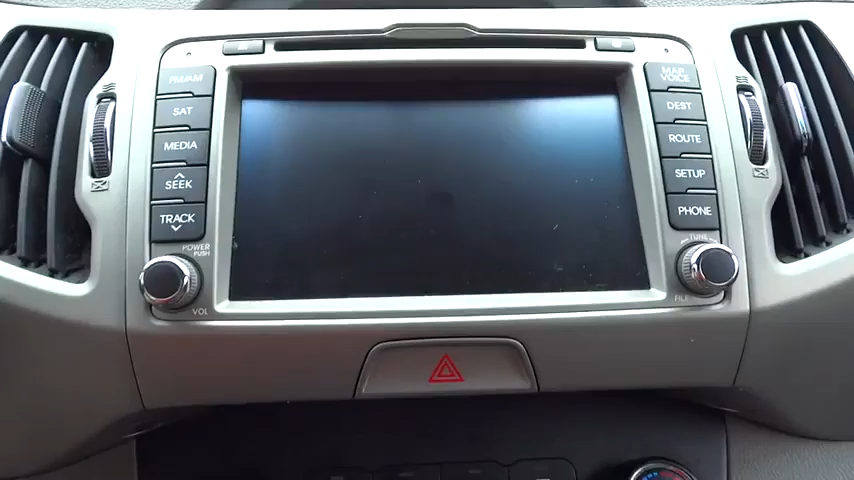 FM/AM
SAT
MEDIA
SEEK
TRACK
POWER
PUSH
VOL
MAP
VOICE
DEST
ROUTE
SETUP
PHONE
TUNE
FILE